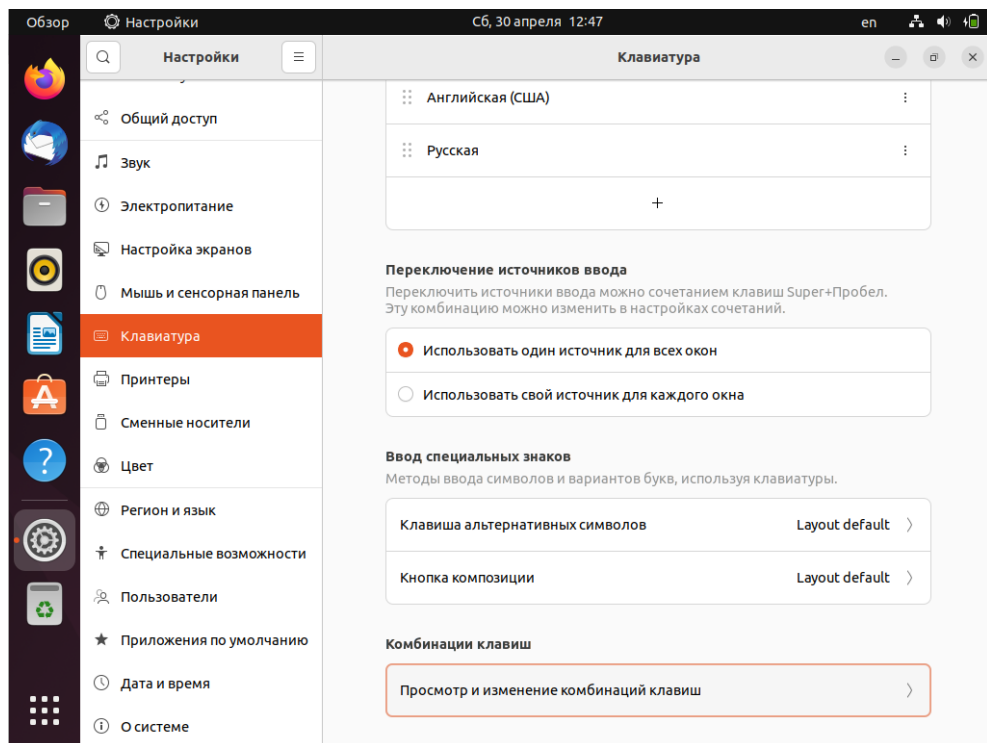 Обзор
Настройки
Сб, 30 апреля 12:47
en
Настройки
Клавиатура
Общий доступ
Звук
Электропитание
Настройка экранов
Мышь и сенсорная панель
Клавиатура
Принтеры
Сменные носители
Цвет
Регион и язык
Специальные возможности
Пользователи
Приложения по умолчанию
Дата и время
О системе
Английская (США)
Русская
Переключение источников ввода
Переключить источники ввода можно сочетанием клавиш Super+Пробел.
Эту комбинацию можно изменить в настройках сочетаний.
Использовать один источник для всех окон
Использовать свой источник для каждого окна
Ввод специальных знаков
Методы ввода символов и вариантов букв, используя клавиатуры.
Клавиша альтернативных символов Layout default
Кнопка композиции Layout default
Комбинации клавиш
Просмотр и изменение комбинаций клавиш